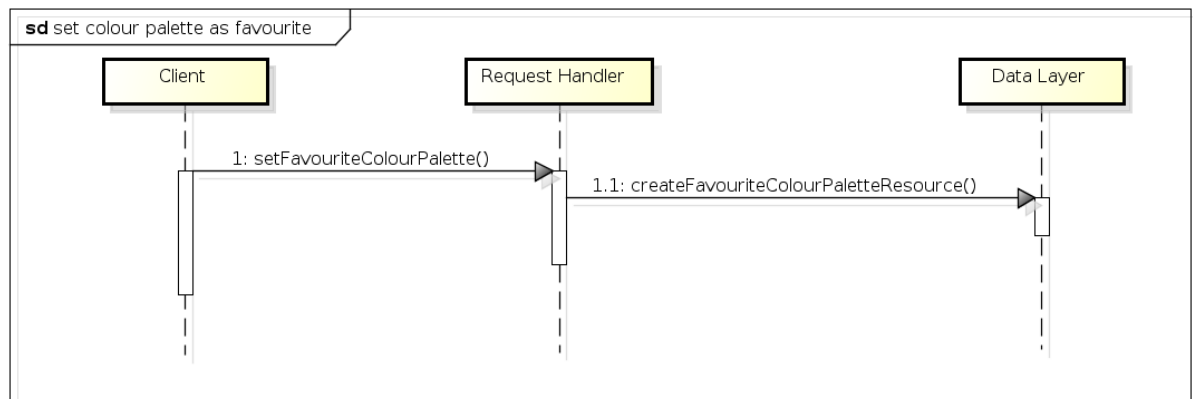 sd set colour palette as favourite
Client
Request Handler
Data Layer
1: setFavouriteColourPalette()
1.1: createFavouriteColourPaletteResource()